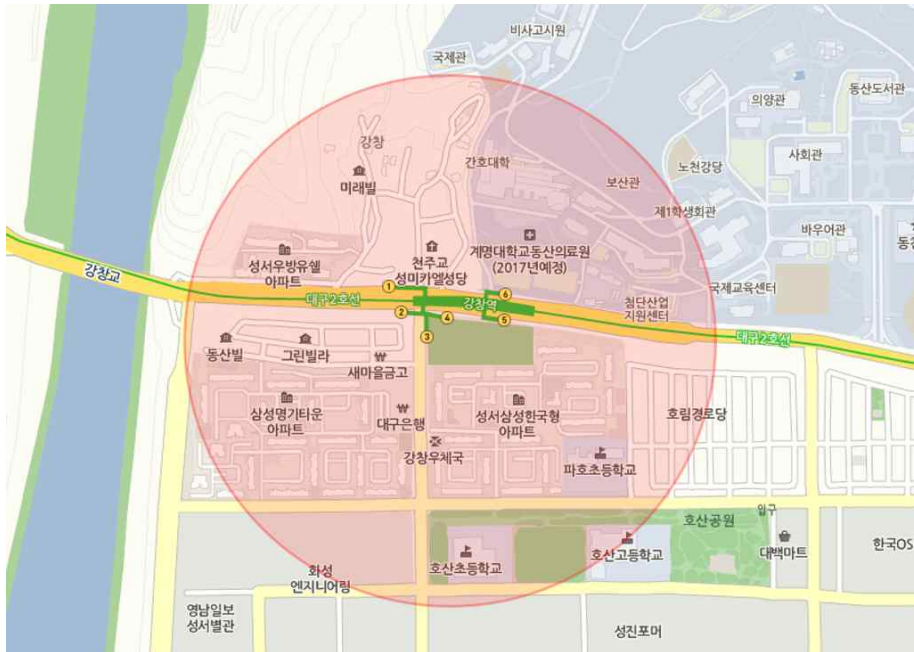 비사고시원
국제관
의양관
동산도서관
강창
간호대학
노천강당
사회관
미래빌
보산관
제1학생회관
바우어관
계명대학교동산의료원
(2017년예정)
천주교
성미카엘성당
성서우방유쉘
아파트
강창교
국제교육센터
1
6
대구2호선
강창역
첨단산업
지원센터
2
4
5
3
대구2호선
동산빌
그린빌라
새마을금고
삼성명가타운
아파트
대구은행
성서삼성한국형
아파트
호림경로당
강창우체국
파호초등학교
입구
호산공원
호산초등학교
호산고등학교
대백마트
한국OS
화성
엔지니어링
영남일보
성서별관
성진포머